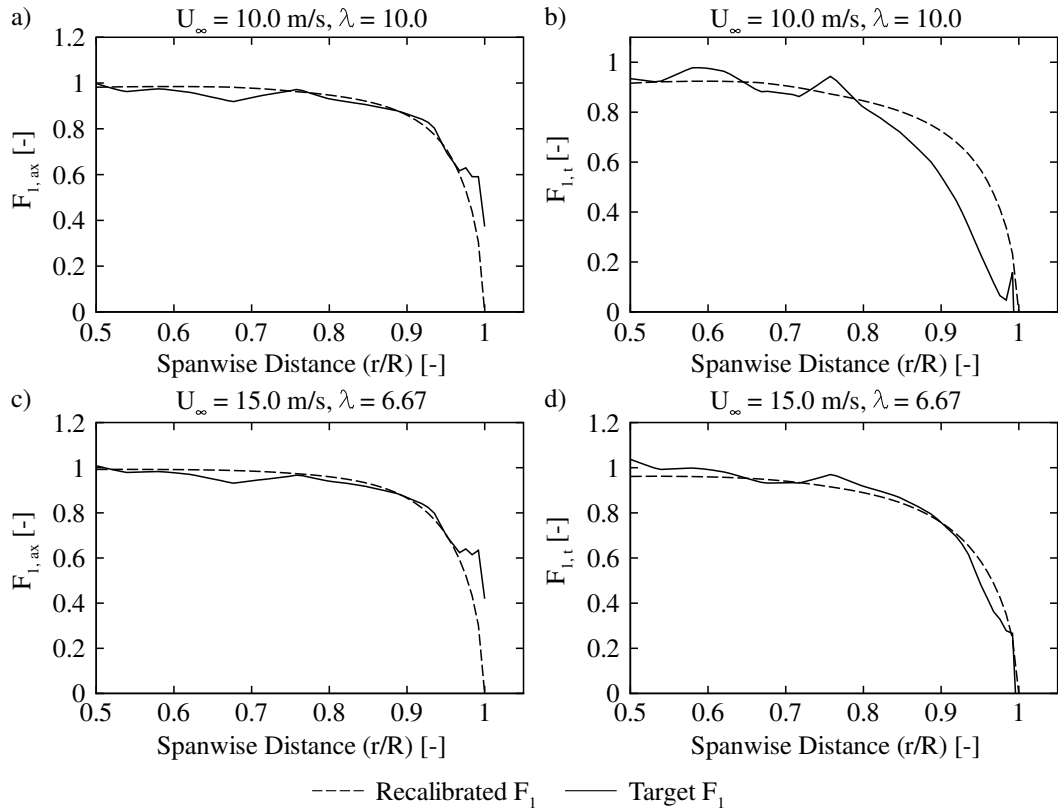 a) U∞ = 10.0 m/s, λ = 10.0
1.2
1
0.8
0.6
0.4
0.2
0
F1, ax [-]
0.5 0.6 0.7 0.8 0.9 1
Spanwise Distance (r/R) [-]
b) U∞ = 10.0 m/s, λ = 10.0
1
0.8
0.6
0.4
0.2
0
F1, t [-]
0.5 0.6 0.7 0.8 0.9 1
Spanwise Distance (r/R) [-]
c) U∞ = 15.0 m/s, λ = 6.67
1.2
1
0.8
0.6
0.4
0.2
0
F1, ax [-]
0.5 0.6 0.7 0.8 0.9 1
Spanwise Distance (r/R) [-]
d) U∞ = 15.0 m/s, λ = 6.67
1.2
1
0.8
0.6
0.4
0.2
0
F1, t [-]
0.5 0.6 0.7 0.8 0.9 1
Spanwise Distance (r/R) [-]
Recalibrated F1 Target F1